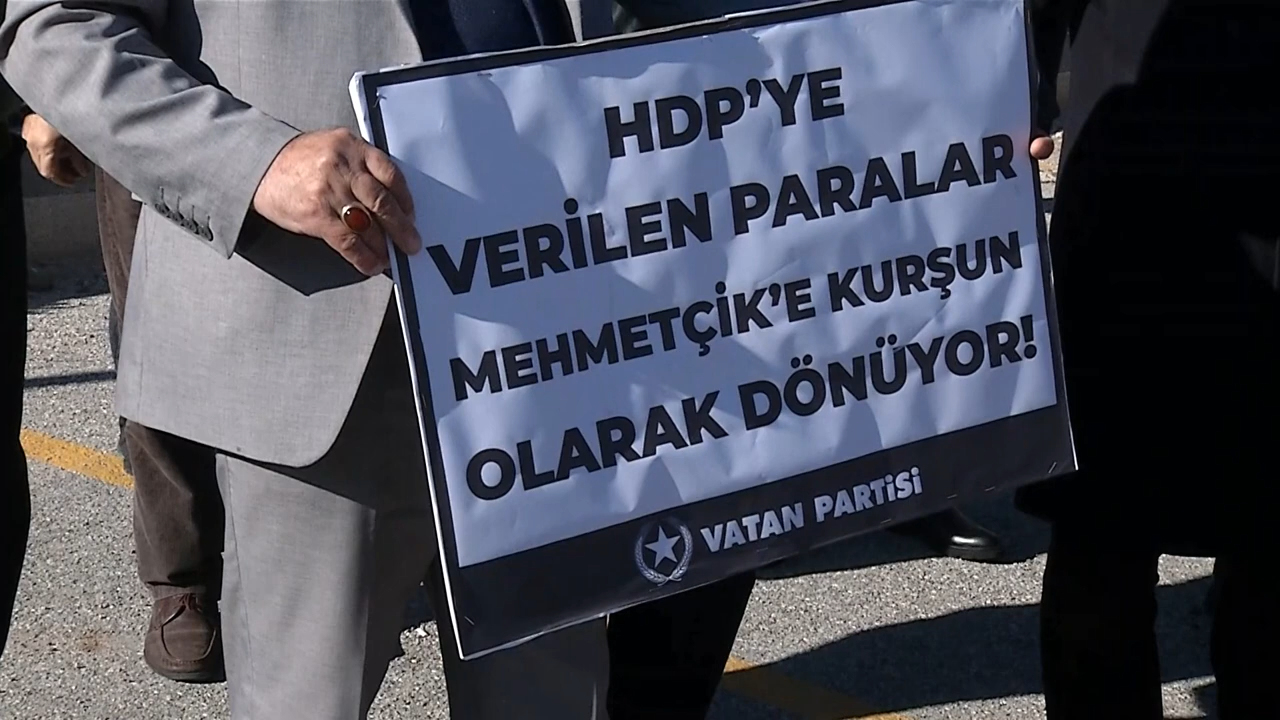 HDP'YE
VERİLEN PARALAR
MEHMETÇİK'E KURŞUN
OLARAK DÖNÜYOR!
VATAN PARTİSİ